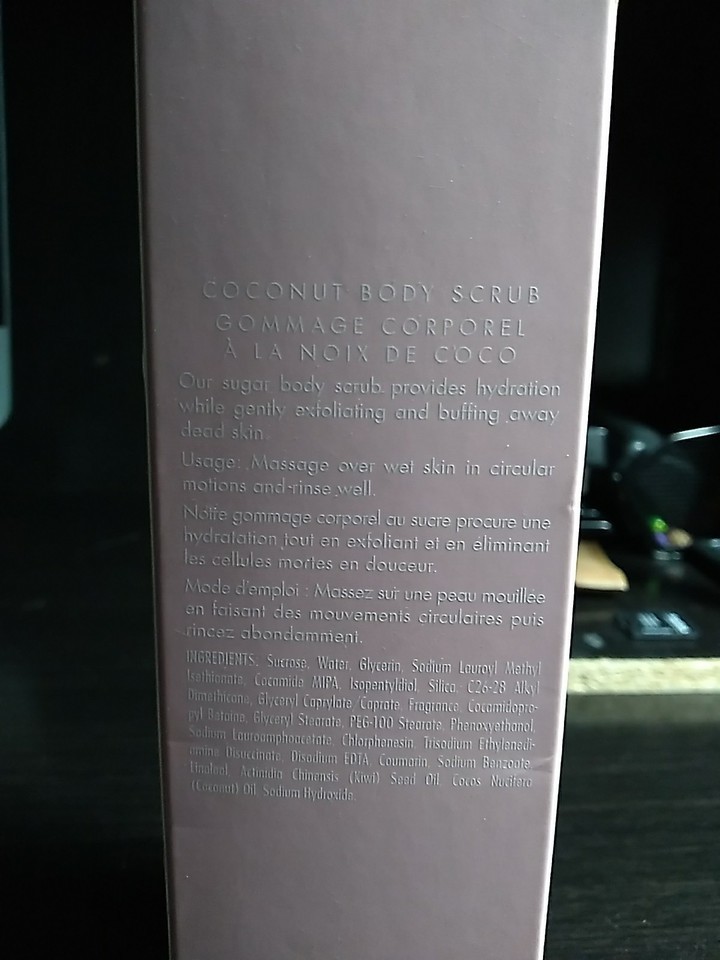 COCONUT BODY SCRUB
GOMMAGE CORPOREL
À LA NOIX DE COCO
Our sugar body scrub provides hydration
while gently exfoliating and buffing away
dead skin.
Usage: Massage over wet skin in circular
motions and rinse well.
Notre gommage corporel au sucre procure une
hydratation tout en exfoliant et en éliminant
les cellules mortes en douceur.
Mode d'emploi : Massez sur une peau mouillée
en faisant des mouvements circulaires puis
rincez abondamment.
INGREDIENTS: Sucrose, Water, Glycerin, Sodium Lauroyl Methyl
Isethionate, Cocamide MIPA, Isopentyldiol, Silica, C26-28 Alkyl
Dimethicone, Glyceryl Caprylate/Caprate, Fragrance, Cocamidopro-
pyl Betaine, Glyceryl Stearate, PEG-100 Stearate, Phenoxyethanol,
Sodium Lauroamphoacetate, Chlorphenesin, Trisodium Ethylenedi-
amine Disuccinate, Disodium EDTA, Coumarin, Sodium Benzoate,
Linalool, Actinidia Chinensis (Kiwi) Seed Oil, Cocos Nucifera
(Coconut) Oil, Sodium Hydroxide.